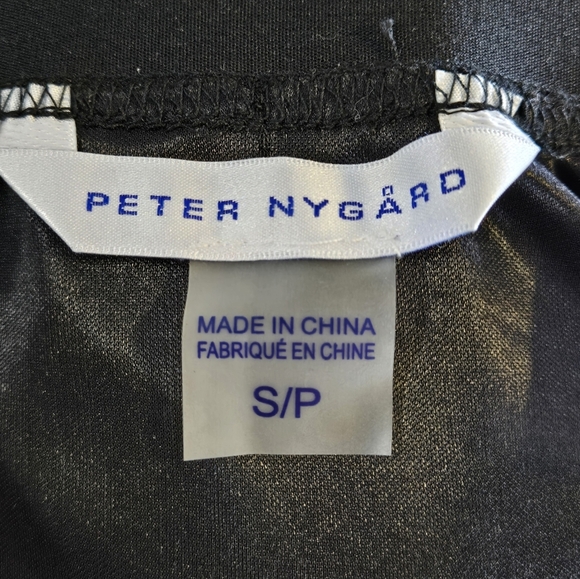 PETER NYGÅRD
MADE IN CHINA
FABRIQUÉ EN CHINE
S/P